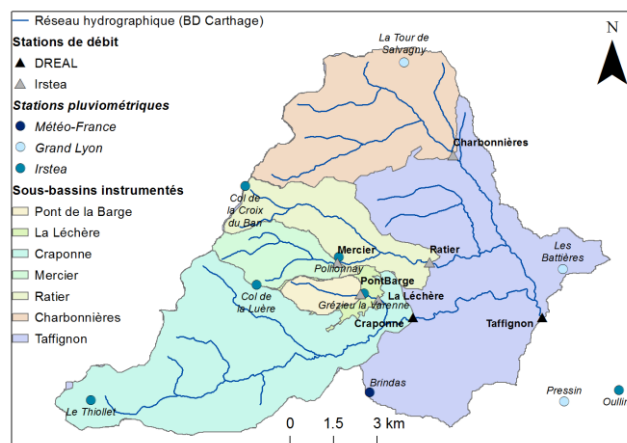 Réseau hydrographique (BD Carthage)
Stations de débit
DREAL
Irstea
Stations pluviométriques
Météo-France
Grand Lyon
Irstea
Sous-bassins instrumentés
Pont de la Barge
La Léchère
Craponne
Mercier
Ratier
Charbonnières
Taffignon
La Tour de
Salvagny
N
Charbonnières
Col de
la Croix
du Ban
Mercier
Pollionnay
Ratier
Les
Battières
Col de
la Luère
PontBarge
La Léchère
Grézieu la Varenne
Craponne
Taffignon
Brindas
Le Thiollet
Pressin
Oullin
0 1.5 3 km